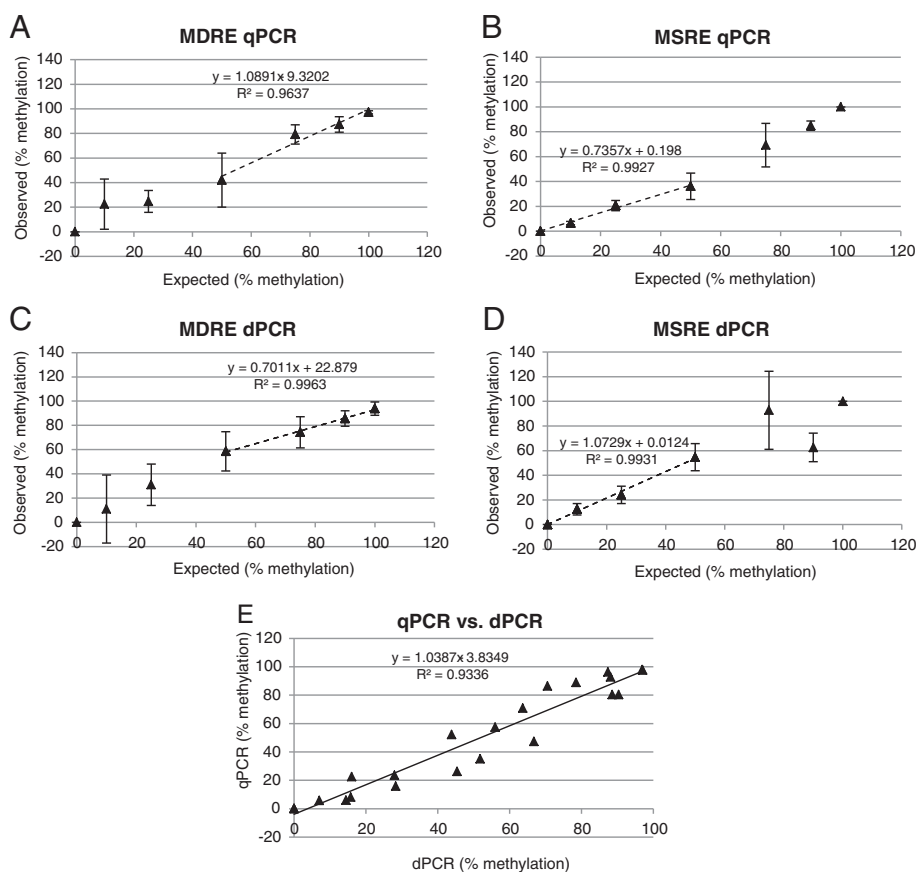 A
MDRE qPCR
y = 1.0891x 9.3202
R² = 0.9637
Observed (% methylation)
140
120
100
80
60
40
20
0
-20
0 20 40 60 80 100 120
Expected (% methylation)
B
MSRE qPCR
y = 0.7357x + 0.198
R² = 0.9927
Observed (% metylation)
140
120
100
80
60
40
20
0
-20
0 20 40 60 80 100 120
Expected (% methylation)
C
MDRE dPCR
y = 0.7011x + 22.879
R² = 0.9963
Observed (% methylation)
140
120
100
80
60
40
20
0
-20
0 20 40 60 80 100 120
Expected (% methylation)
D
MSRE dPCR
y = 1.0729x + 0.0124
R² = 0.9931
Observed (% methylation)
140
120
100
80
60
40
20
0
-20
0 20 40 60 80 100 120
Expected (% methylation)
E
qPCR vs. dPCR
y = 1.0387x 3.8349
R² = 0.9336
qPCR (% methylation)
120
100
80
60
40
20
0
-20
0 20 40 60 80 100
dPCR (% methylation)